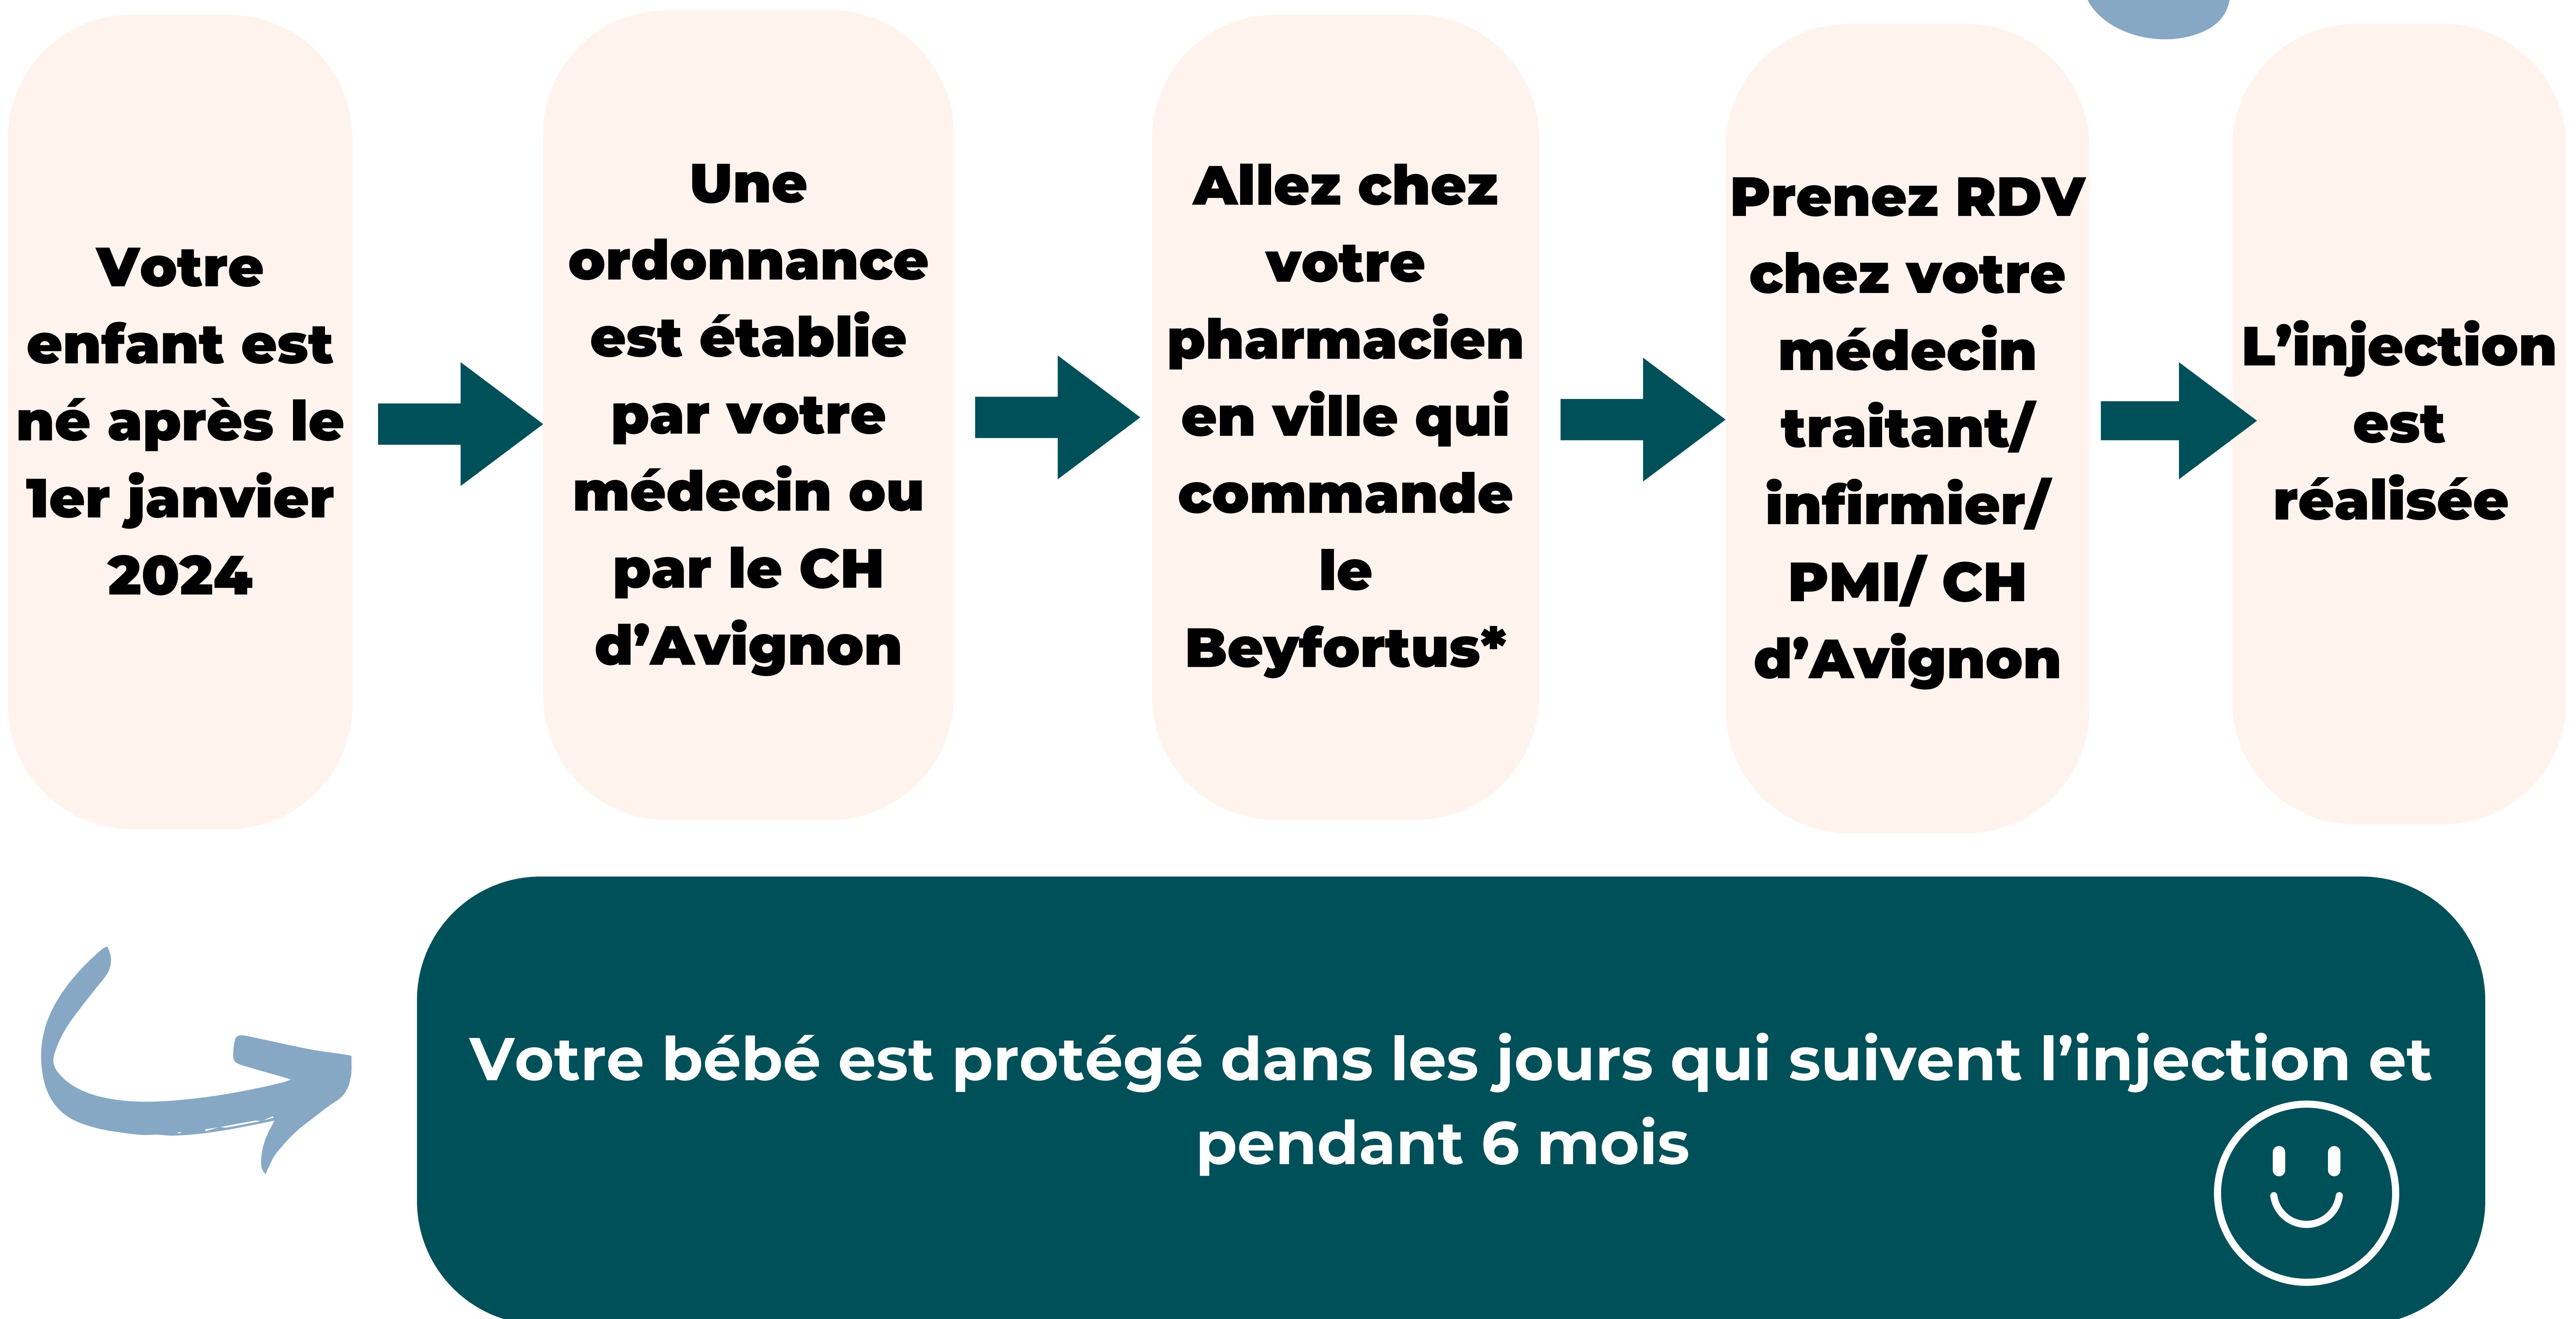 Votre
enfant est
né après le
1er janvier
2024
Une
ordonnance
est établie
par votre
médecin ou
par le CH
d’Avignon
Allez chez
votre
pharmacien
en ville qui
commande
le
Beyfortus*
Prenez RDV
chez votre
médecin
traitant/
infirmier/
PMI/ CH
d’Avignon
L’injection
est
réalisée
Votre bébé est protégé dans les jours qui suivent l’injection et
pendant 6 mois